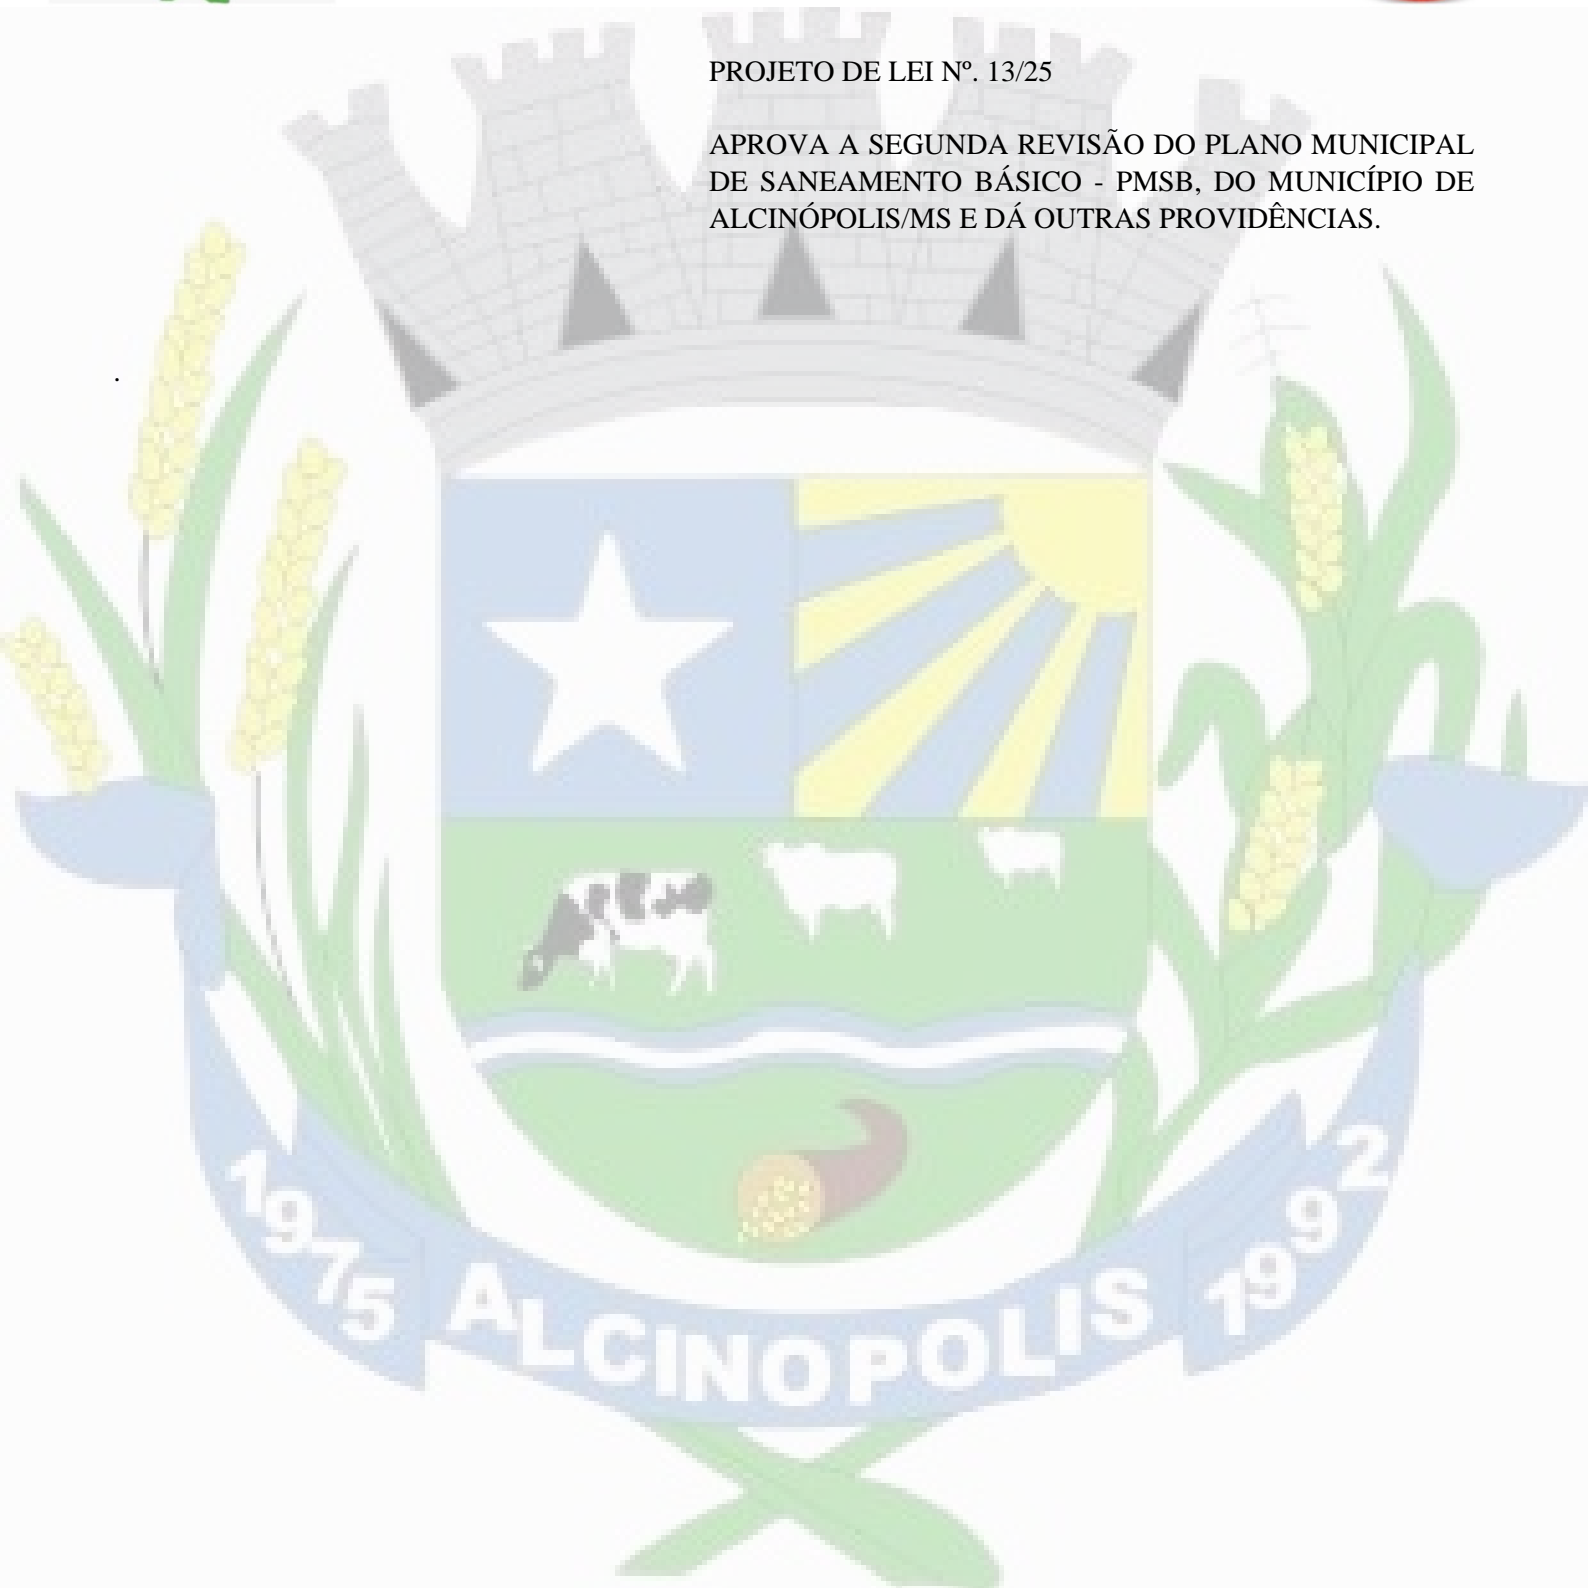 PROJETO DE LEI Nº. 13/25
APROVA A SEGUNDA REVISÃO DO PLANO MUNICIPAL
DE SANEAMENTO BÁSICO - PMSB, DO MUNICÍPIO DE
ALCINÓPOLIS/MS E DÁ OUTRAS PROVIDÊNCIAS.
.
1975 ALCINOPOLIS 1992